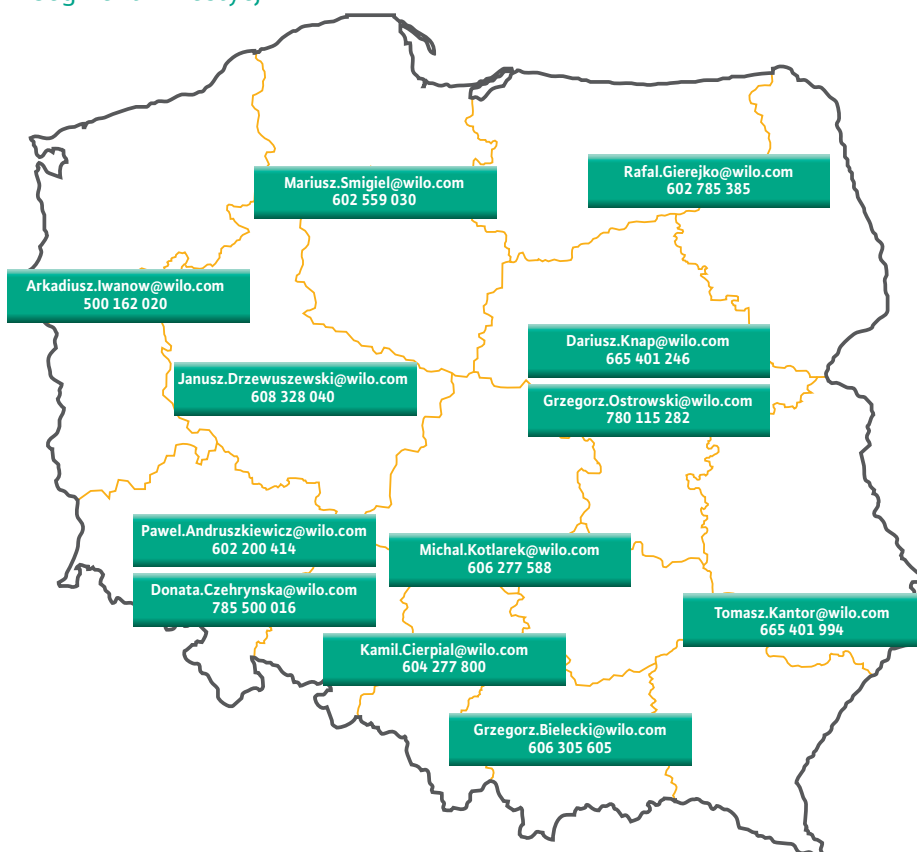 Mariusz.Smigiel@wilo.com
602 559 030
Rafal.Gierejko@wilo.com
602 785 385
Arkadiusz.Iwanow@wilo.com
500 162 020
Dariusz.Knap@wilo.com
665 401 246
Janusz.Drzewuszewski@wilo.com
608 328 040
Grzegorz.Ostrowski@wilo.com
780 115 282
Pawel.Andruszkiewicz@wilo.com
602 200 414
Michal.Kotlarek@wilo.com
606 277 588
Donata.Czehrynska@wilo.com
785 500 016
Tomasz.Kantor@wilo.com
665 401 994
Kamil.Cierpial@wilo.com
604 277 800
Grzegorz.Bielecki@wilo.com
606 305 605